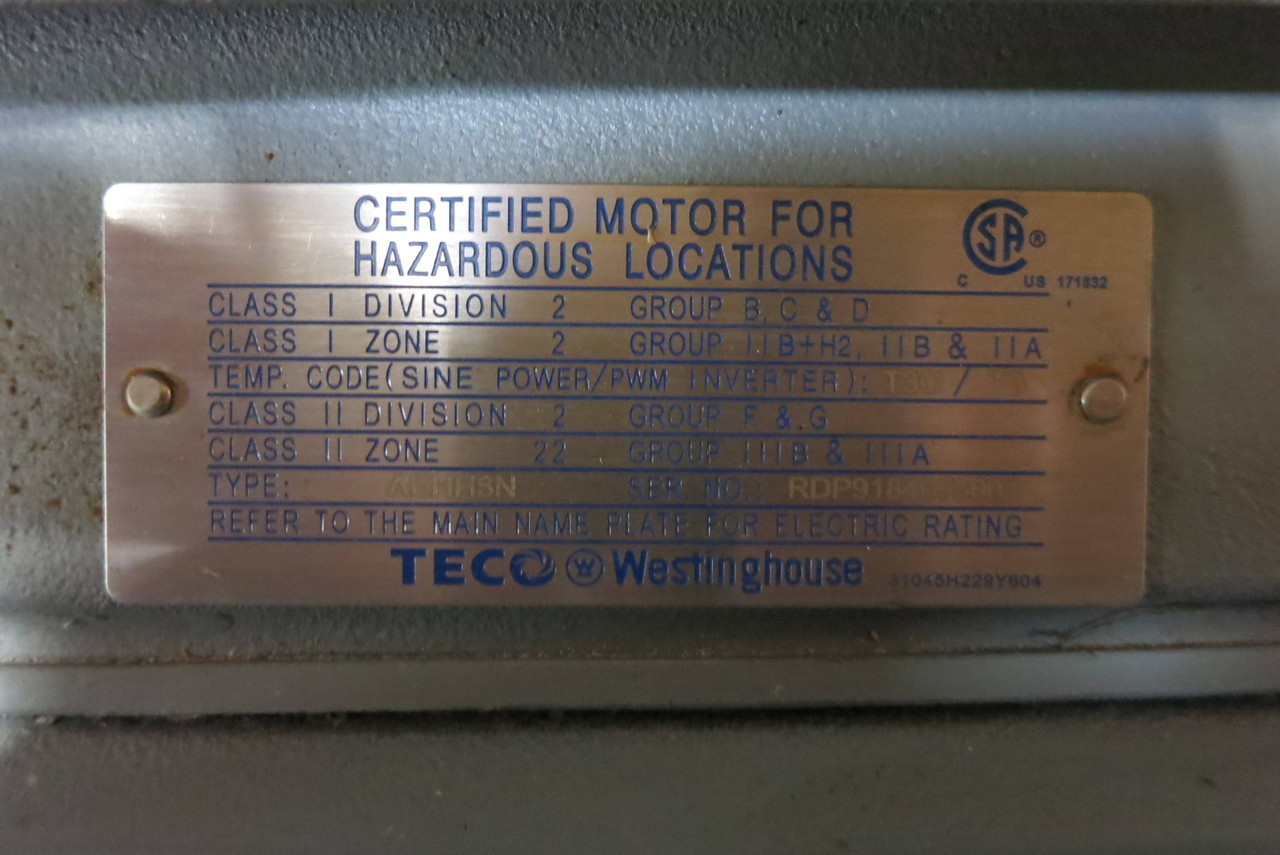 CERTIFIED MOTOR FOR
HAZARDOUS LOCATIONS
CSA®
C US 171832
CLASS I DIVISION 2 GROUP B, C & D
CLASS I ZONE 2 GROUP IIB+H2, IIB & IIA
TEMP. CODE(SINE POWER/PWM INVERTER): /
CLASS II DIVISION 2 GROUP F & G
CLASS II ZONE 22 GROUP IIIB & IIIA
TYPE: SER. NO.:
REFER TO THE MAIN NAME PLATE FOR ELECTRIC RATING
TECO W Westinghouse 31045H229Y604